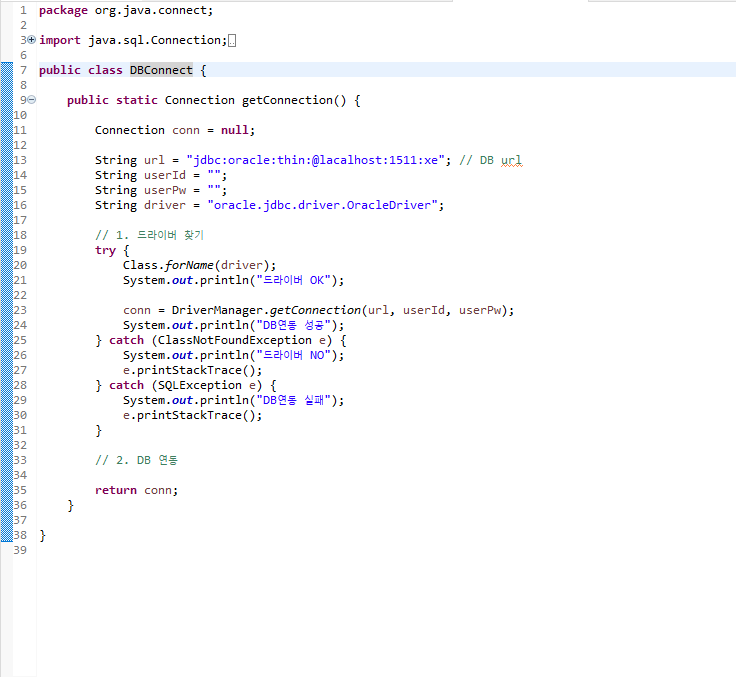 1 package org.java.connect;
2
3 import java.sql.Connection;
6
7 public class DBConnect {
8
9 public static Connection getConnection() {
10
11 Connection conn = null;
12
13 String url = "jdbc:oracle:thin:@lacalhost:1511:xe"; // DB url
14 String userId = "";
15 String userPw = "";
16 String driver = "oracle.jdbc.driver.OracleDriver";
17
18 // 1. 드라이버 찾기
19 try {
20 Class.forName(driver);
21 System.out.println("드라이버 OK");
22
23 conn = DriverManager.getConnection(url, userId, userPw);
24 System.out.println("DB연동 성공");
25 } catch (ClassNotFoundException e) {
26 System.out.println("드라이버 NO");
27 e.printStackTrace();
28 } catch (SQLException e) {
29 System.out.println("DB연동 실패");
30 e.printStackTrace();
31 }
32
33 // 2. DB 연동
34
35 return conn;
36 }
37
38 }
39